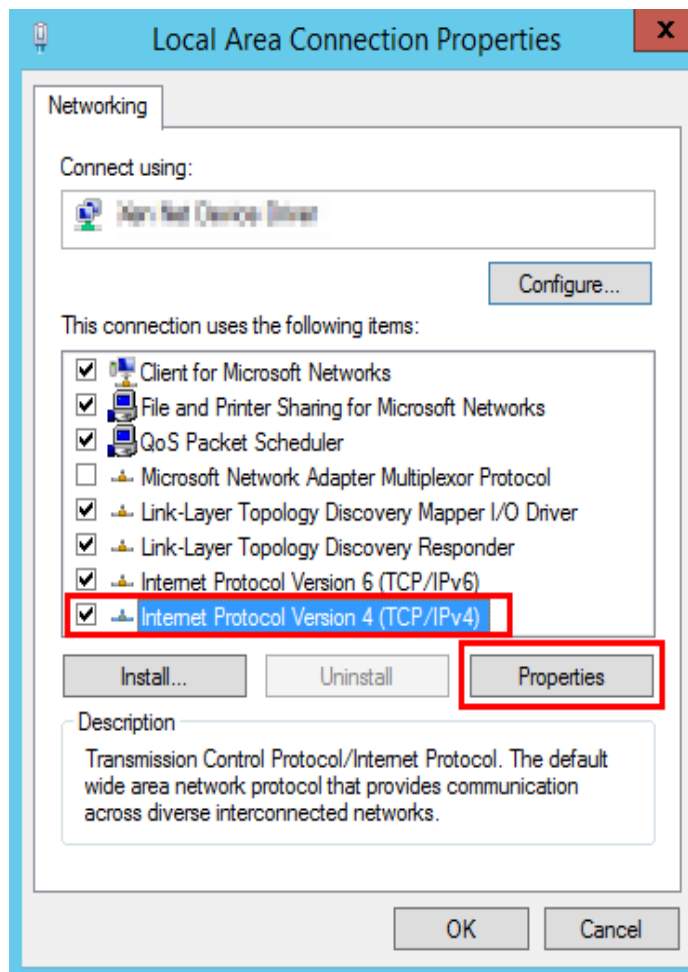 Local Area Connection Properties
x
Networking
Connect using:
Configure...
This connection uses the following items:
Client for Microsoft Networks
File and Printer Sharing for Microsoft Networks
QoS Packet Scheduler
Microsoft Network Adapter Multiplexor Protocol
Link-Layer Topology Discovery Mapper I/O Driver
Link-Layer Topology Discovery Responder
Internet Protocol Version 6 (TCP/IPv6)
Internet Protocol Version 4 (TCP/IPv4)
Install...
Uninstall
Properties
Description
Transmission Control Protocol/Internet Protocol. The default
wide area network protocol that provides communication
across diverse interconnected networks.
OK
Cancel